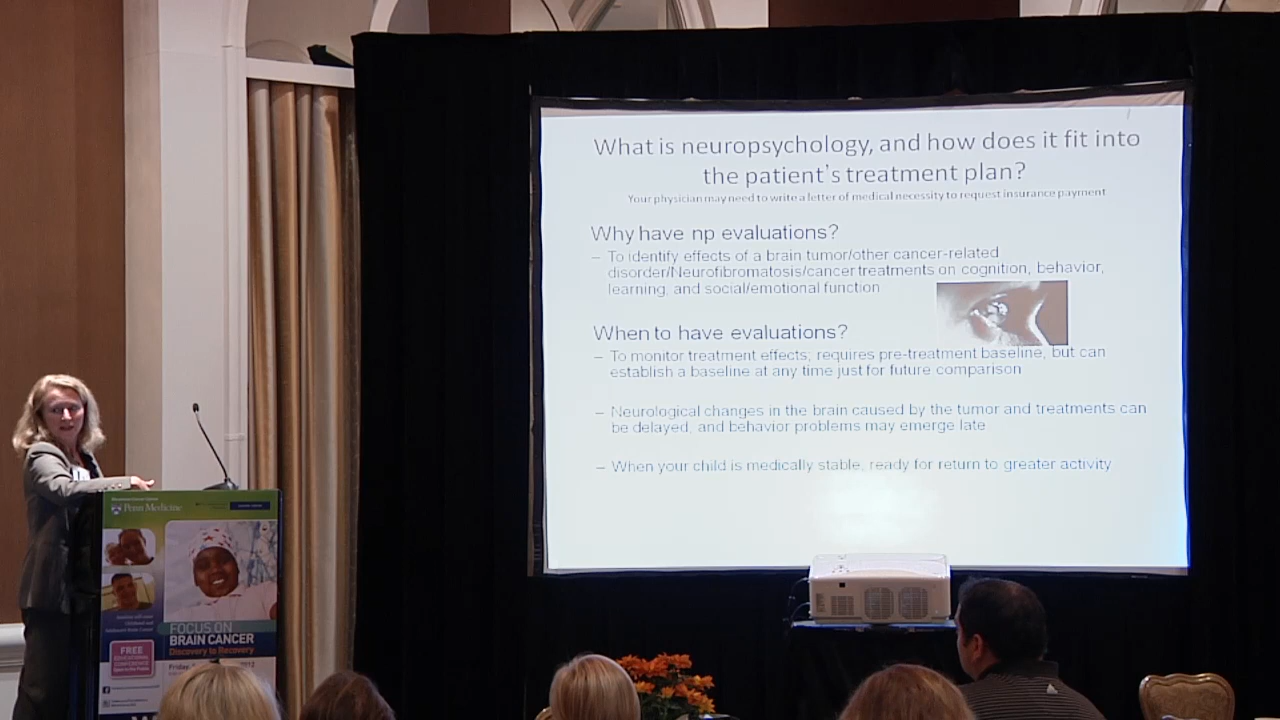 What is neuropsychology, and how does it fit into
the patient's treatment plan?
Your physician may need to write a letter of medical necessity to request insurance payment
Why have np evaluations?
– To identify effects of a brain tumor/other cancer-related
disorder/Neurofibromatosis/cancer treatments on cognition, behavior,
learning, and social/emotional function
When to have evaluations?
– To monitor treatment effects; requires pre-treatment baseline, but can
establish a baseline at any time just for future comparison
– Neurological changes in the brain caused by the tumor and treatments can
be delayed, and behavior problems may emerge late
– When your child is medically stable, ready for return to greater activity
Penn Medicine
FOCUS ON
BRAIN CANCER
Discovery to Recovery
FREE
EDUCATIONAL
CONFERENCE
Friday,